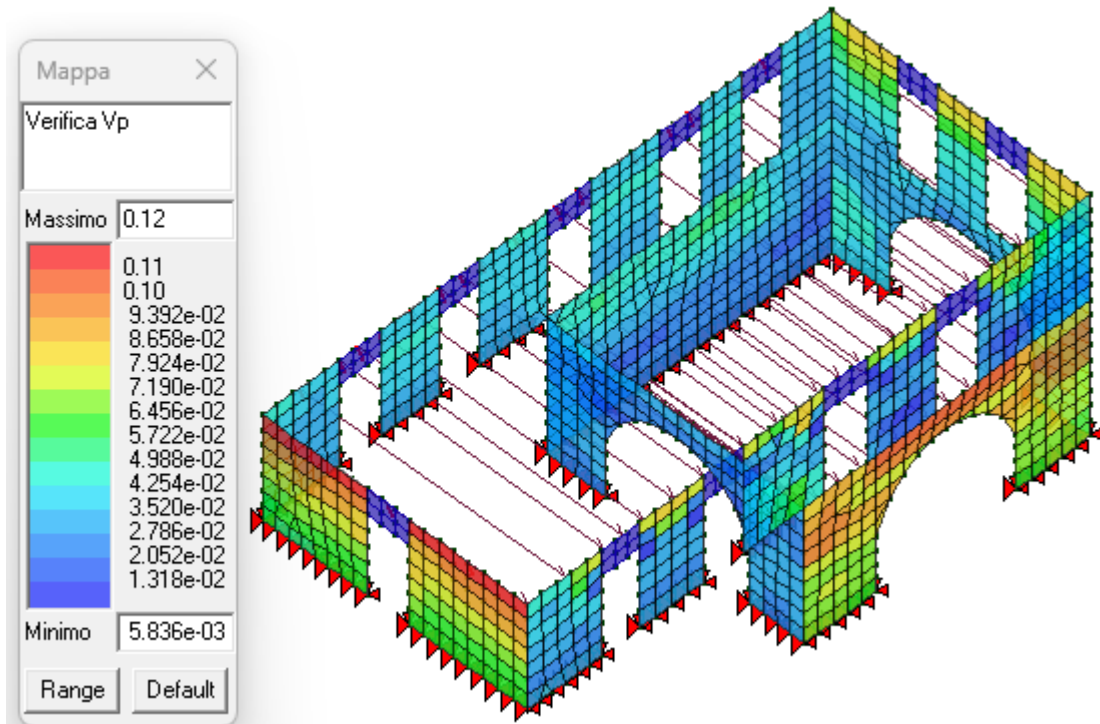 Mappa
Verifica Vp
Massimo 0.12
0.11
0.10
9.392e-02
8.658e-02
7.924e-02
7.190e-02
6.456e-02
5.722e-02
4.988e-02
4.254e-02
3.520e-02
2.786e-02
2.052e-02
1.318e-02
Minimo 5.836e-03
Range Default